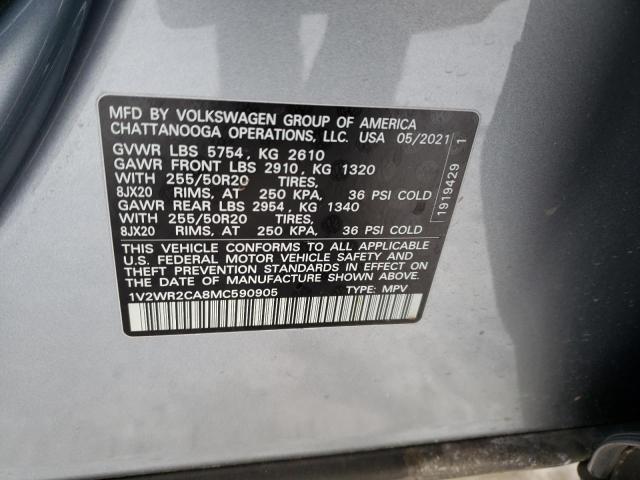 MFD BY VOLKSWAGEN GROUP OF AMERICA
CHATTANOOGA OPERATIONS, LLC. USA 05/2021
GVWR LBS 5754, KG 2610
GAWR FRONT LBS 2910, KG 1320
WITH 255/50R20 TIRES,
8JX20 RIMS, AT 250 KPA, 36 PSI COLD
GAWR REAR LBS 2954, KG 1340
WITH 255/50R20 TIRES,
8JX20 RIMS, AT 250 KPA, 36 PSI COLD
THIS VEHICLE CONFORMS TO ALL APPLICABLE
U.S. FEDERAL MOTOR VEHICLE SAFETY AND
THEFT PREVENTION STANDARDS IN EFFECT ON
THE DATE OF MANUFACTURE SHOWN ABOVE.
1V2WR2CA8MC590905 TYPE: MPV
1919429 1